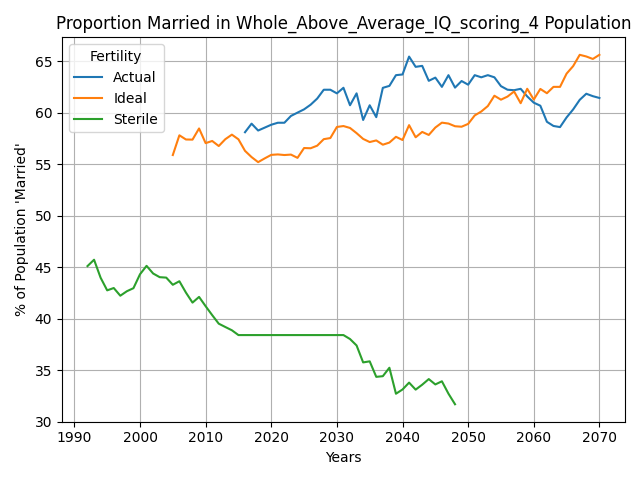 Proportion Married in Whole_Above_Average_IQ_scoring_4 Population
Fertility
Actual
Ideal
Sterile
% of Population 'Married'
65
60
55
50
45
40
35
30
1990 2000 2010 2020 2030 2040 2050 2060 2070
Years